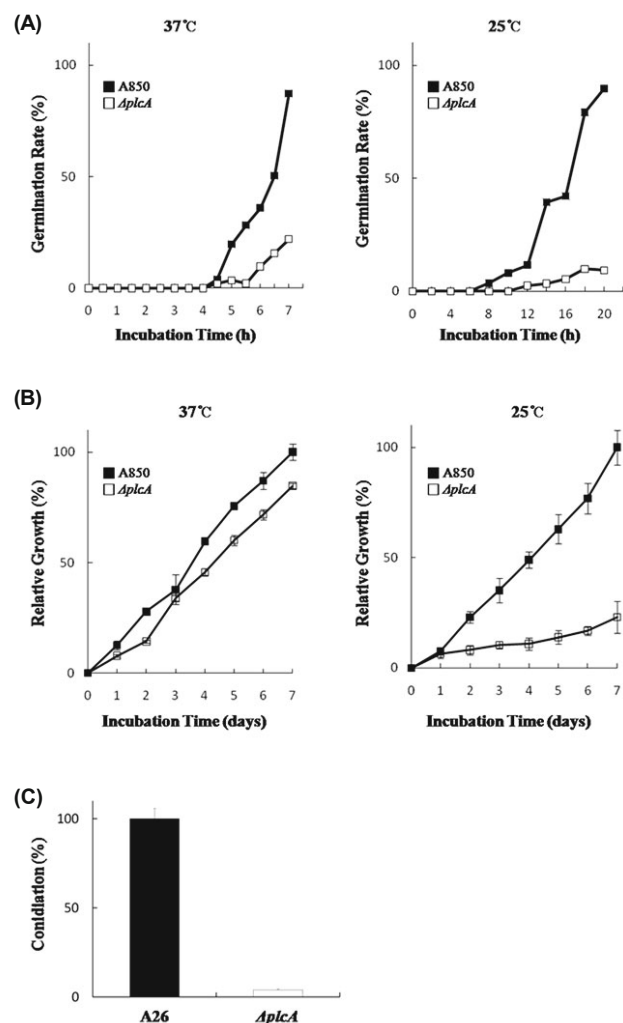 (A)
37℃
25℃
100
50
0
Germination Rate (%)
A850
ΔplcA
0 1 2 3 4 5 6 7
Incubation Time (h)
100
50
0
Germination Rate (%)
A850
ΔplcA
0 4 8 12 16 20
Incubation Time (h)
(B)
37℃
25℃
100
50
0
Relative Growth (%)
A850
ΔplcA
0 1 2 3 4 5 6 7
Incubation Time (days)
100
50
0
Relative Growth (%)
A850
ΔplcA
0 1 2 3 4 5 6 7
Incubation Time (days)
(C)
100
50
0
Conidiation (%)
A26
ΔplcA